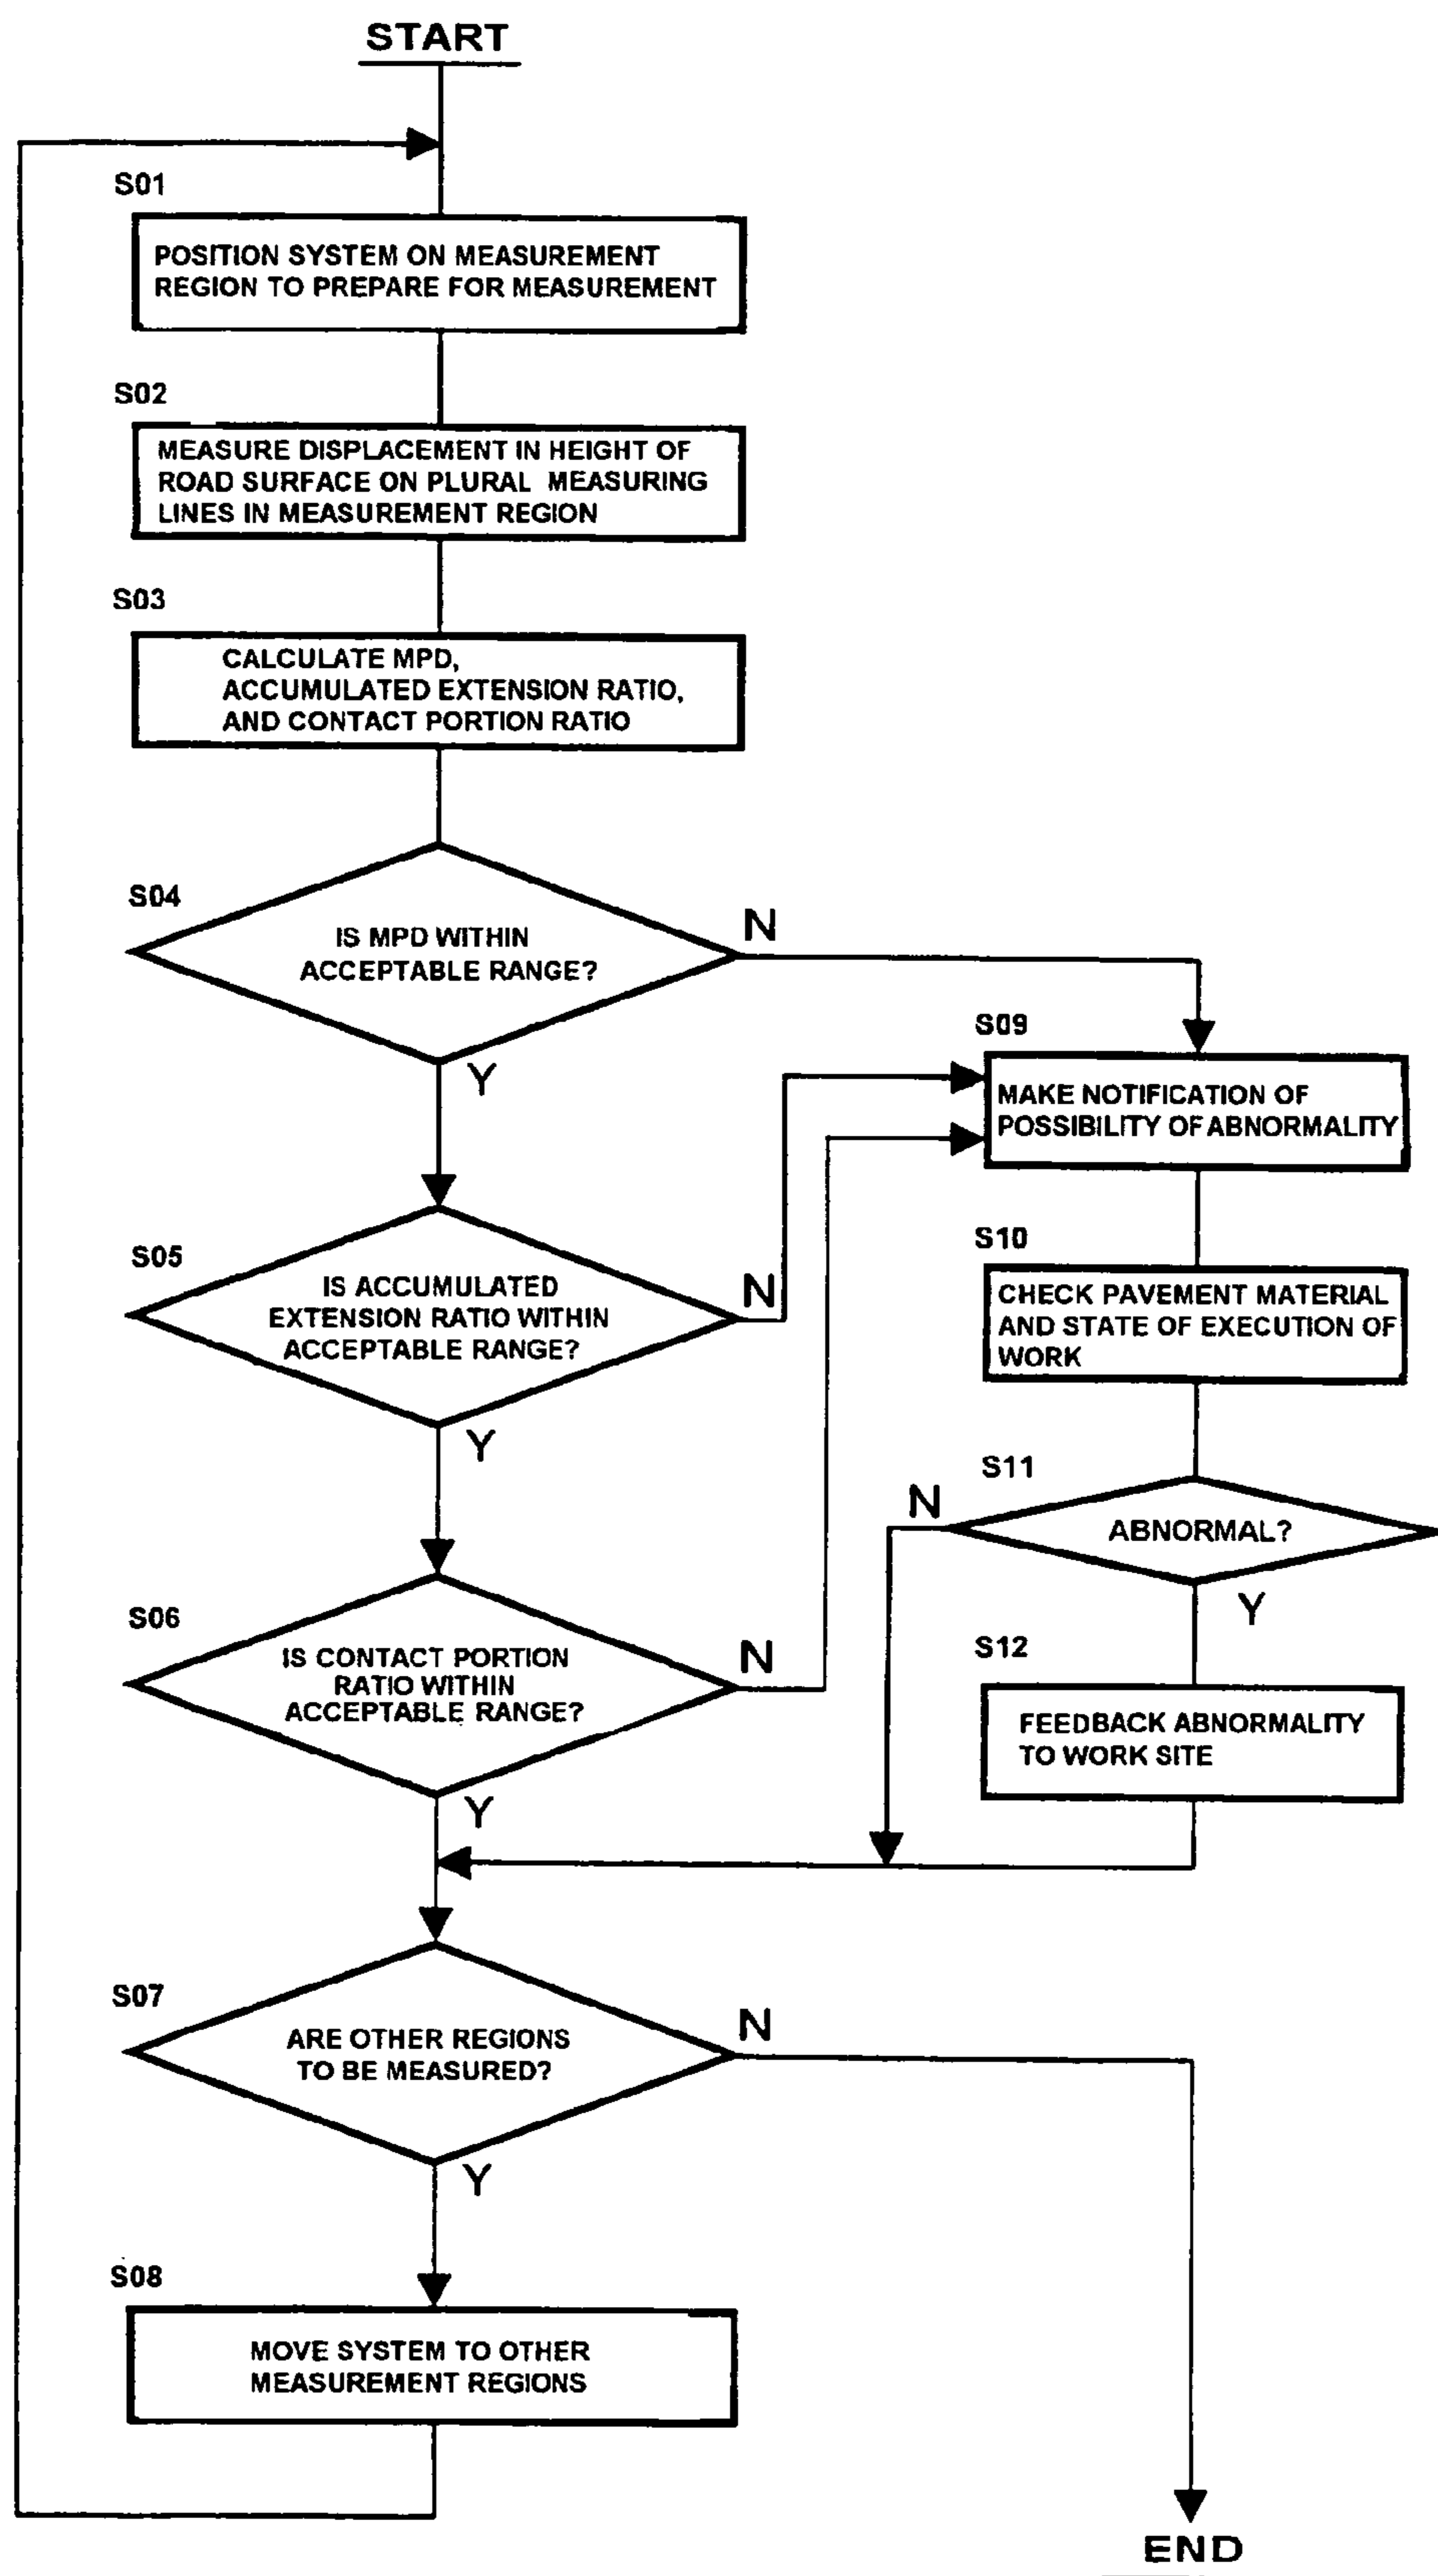 START
S01
POSITION SYSTEM ON MEASUREMENT
REGION TO PREPARE FOR MEASUREMENT
S02
MEASURE DISPLACEMENT IN HEIGHT OF
ROAD SURFACE ON PLURAL MEASURING
LINES IN MEASUREMENT REGION
S03
CALCULATE MPD,
ACCUMULATED EXTENSION RATIO,
AND CONTACT PORTION RATIO
S04
IS MPD WITHIN
ACCEPTABLE RANGE?
N
Y
S05
IS ACCUMULATED
EXTENSION RATIO WITHIN
ACCEPTABLE RANGE?
N
Y
S06
IS CONTACT PORTION
RATIO WITHIN
ACCEPTABLE RANGE?
N
Y
S09
MAKE NOTIFICATION OF
POSSIBILITY OF ABNORMALITY
S10
CHECK PAVEMENT MATERIAL
AND STATE OF EXECUTION OF
WORK
S11
ABNORMAL?
N
Y
S12
FEEDBACK ABNORMALITY
TO WORK SITE
S07
ARE OTHER REGIONS
TO BE MEASURED?
N
Y
S08
MOVE SYSTEM TO OTHER
MEASUREMENT REGIONS
END